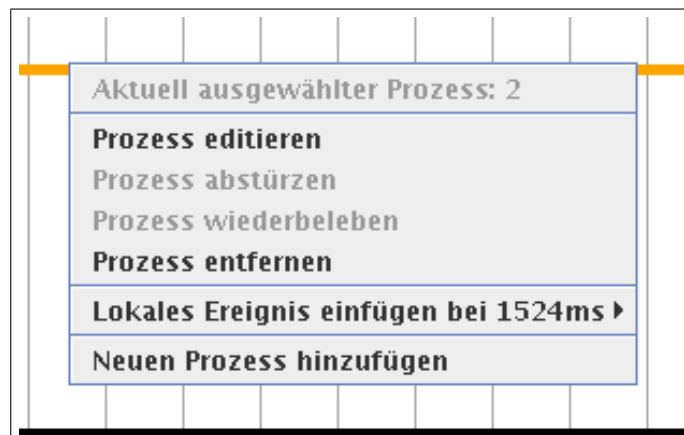 Aktuell ausgewählter Prozess: 2
Prozess editieren
Prozess abstürzen
Prozess wiederbeleben
Prozess entfernen
Lokales Ereignis einfügen bei 1524ms
Neuen Prozess hinzufügen